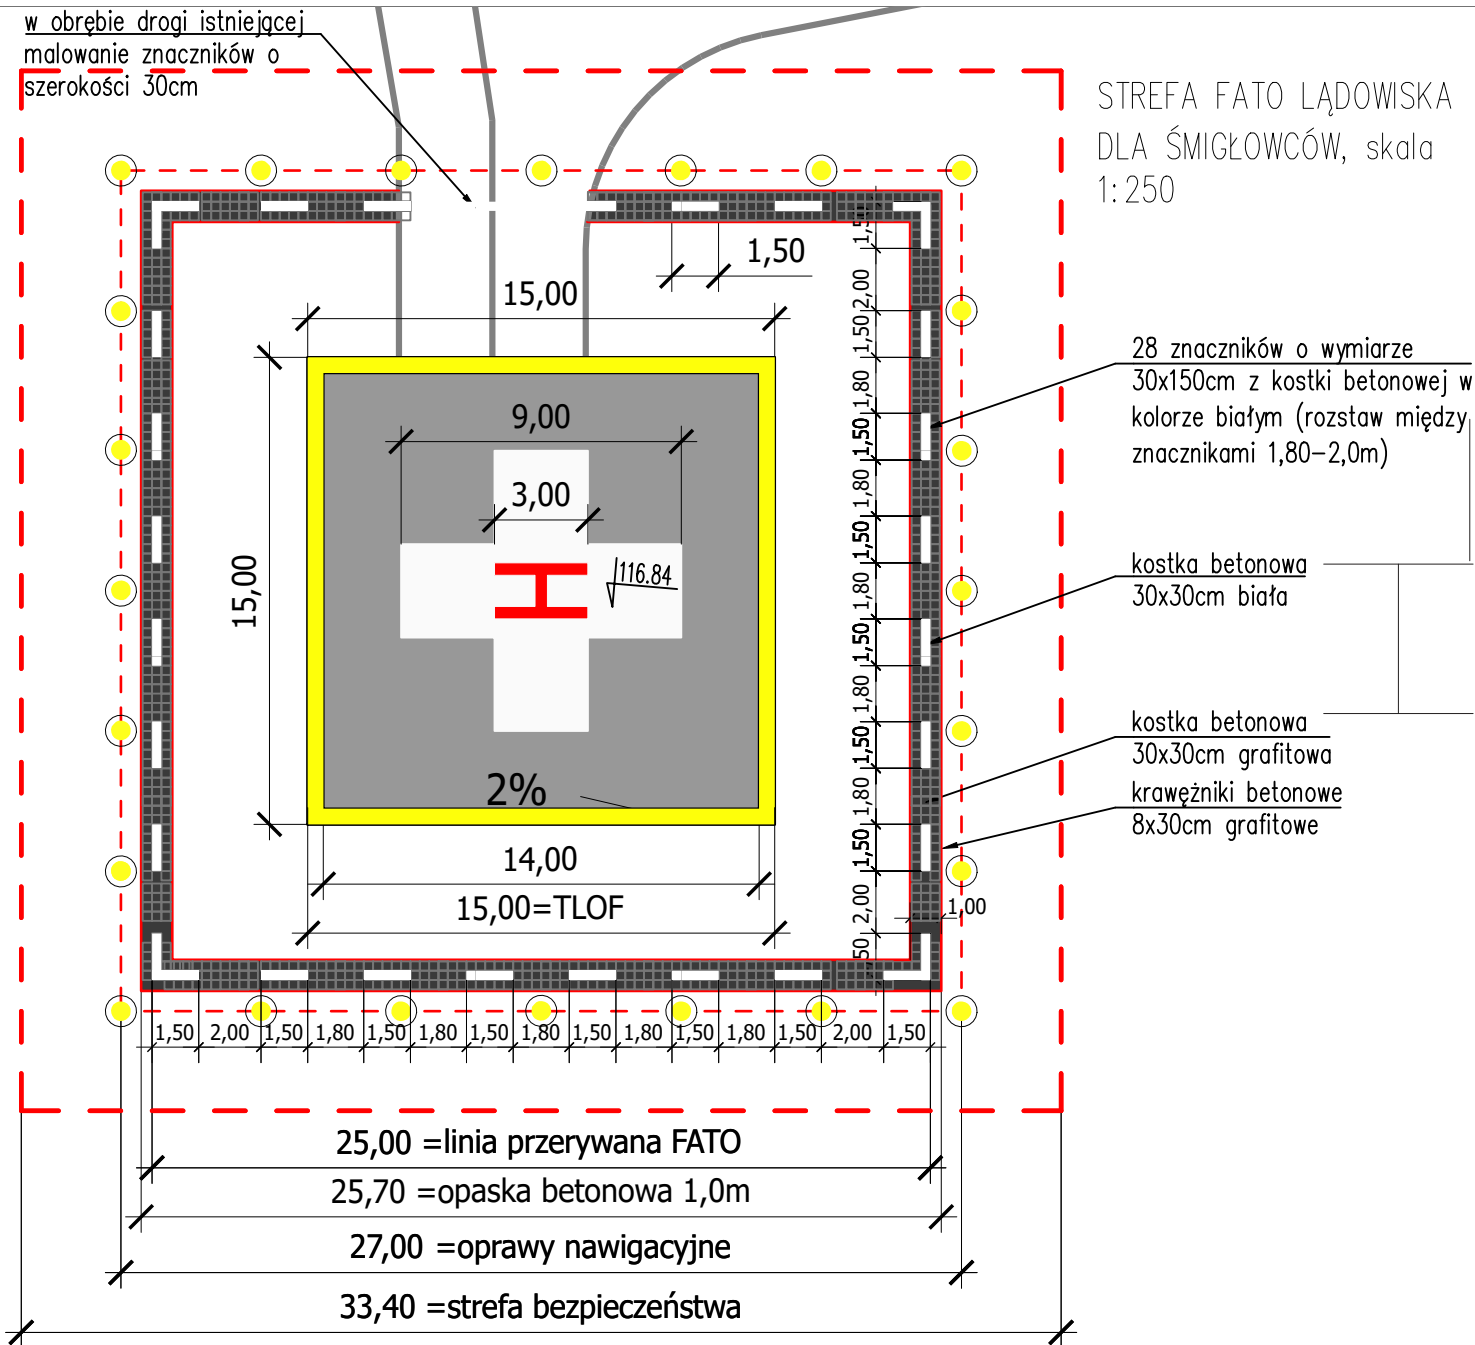 w obrębie drogi istniejącej
malowanie znaczników o
szerokości 30cm
STREFA FATO LĄDOWISKA
DLA ŚMIGŁOWCÓW, skala
1:250
1,50
15,00
9,00
3,00
H
116.84
15,00
2%
14,00
15,00=TLOF
1,50
2,00
1,50
1,80
1,50
1,80
1,50
1,80
1,50
1,80
1,50
1,80
1,50
2,00
1,50
1,00
28 znaczników o wymiarze
30x150cm z kostki betonowej w
kolorze białym (rozstaw między
znacznikami 1,80–2,0m)
kostka betonowa
30x30cm biała
kostka betonowa
30x30cm grafitowa
krawężniki betonowe
8x30cm grafitowe
1,50 2,00 1,50 1,80 1,50 1,80 1,50 1,80 1,50 1,80 1,50 1,80 1,50 2,00 1,50
25,00 =linia przerywana FATO
25,70 =opaska betonowa 1,0m
27,00 =oprawy nawigacyjne
33,40 =strefa bezpieczeństwa